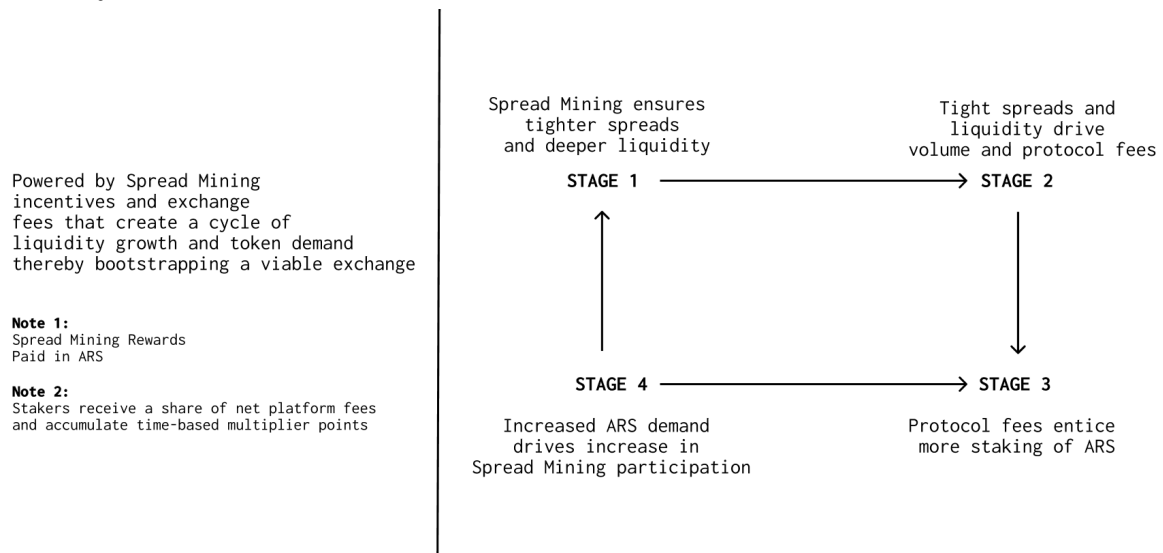 Powered by Spread Mining
incentives and exchange
fees that create a cycle of
liquidity growth and token demand
thereby bootstrapping a viable exchange
Note 1:
Spread Mining Rewards
Paid in ARS
Note 2:
Stakers receive a share of net platform fees
and accumulate time-based multiplier points
Spread Mining ensures
tighter spreads
and deeper liquidity
STAGE 1
Tight spreads and
liquidity drive
volume and protocol fees
STAGE 2
STAGE 3
Protocol fees entice
more staking of ARS
STAGE 4
Increased ARS demand
drives increase in
Spread Mining participation